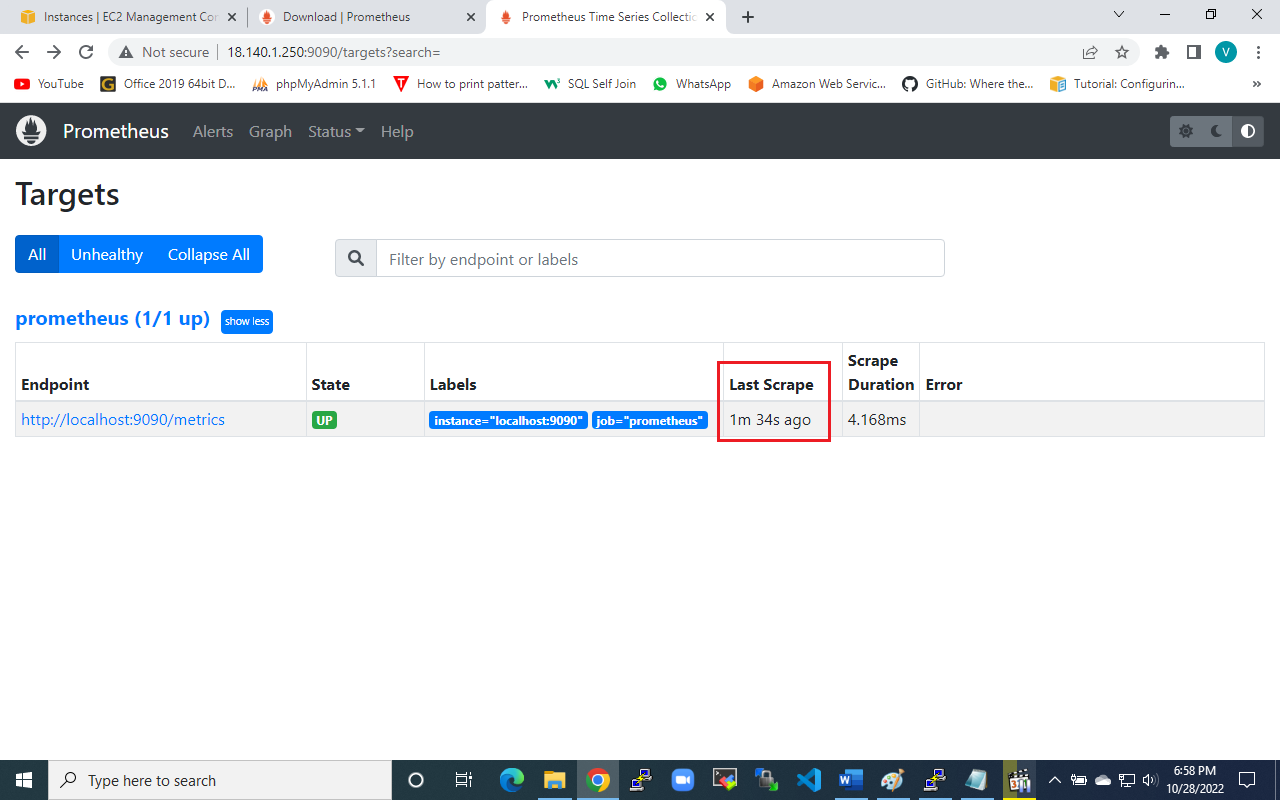 Instances | EC2 Management Con
Download | Prometheus
Prometheus Time Series Collectio
Not secure
18.140.1.250:9090/targets?search=
V
YouTube
Office 2019 64bit D...
phpMyAdmin 5.1.1
How to print patter...
SQL Self Join
WhatsApp
Amazon Web Servic...
GitHub: Where the...
Tutorial: Configurin...
»
Prometheus
Alerts
Graph
Status
Help
Targets
All
Unhealthy
Collapse All
Filter by endpoint or labels
prometheus (1/1 up)
show less
Endpoint
State
Labels
Last Scrape
Scrape
Duration
Error
http://localhost:9090/metrics
UP
instance="localhost:9090"
job="prometheus"
1m 34s ago
4.168ms
Type here to search
6:58 PM
10/28/2022